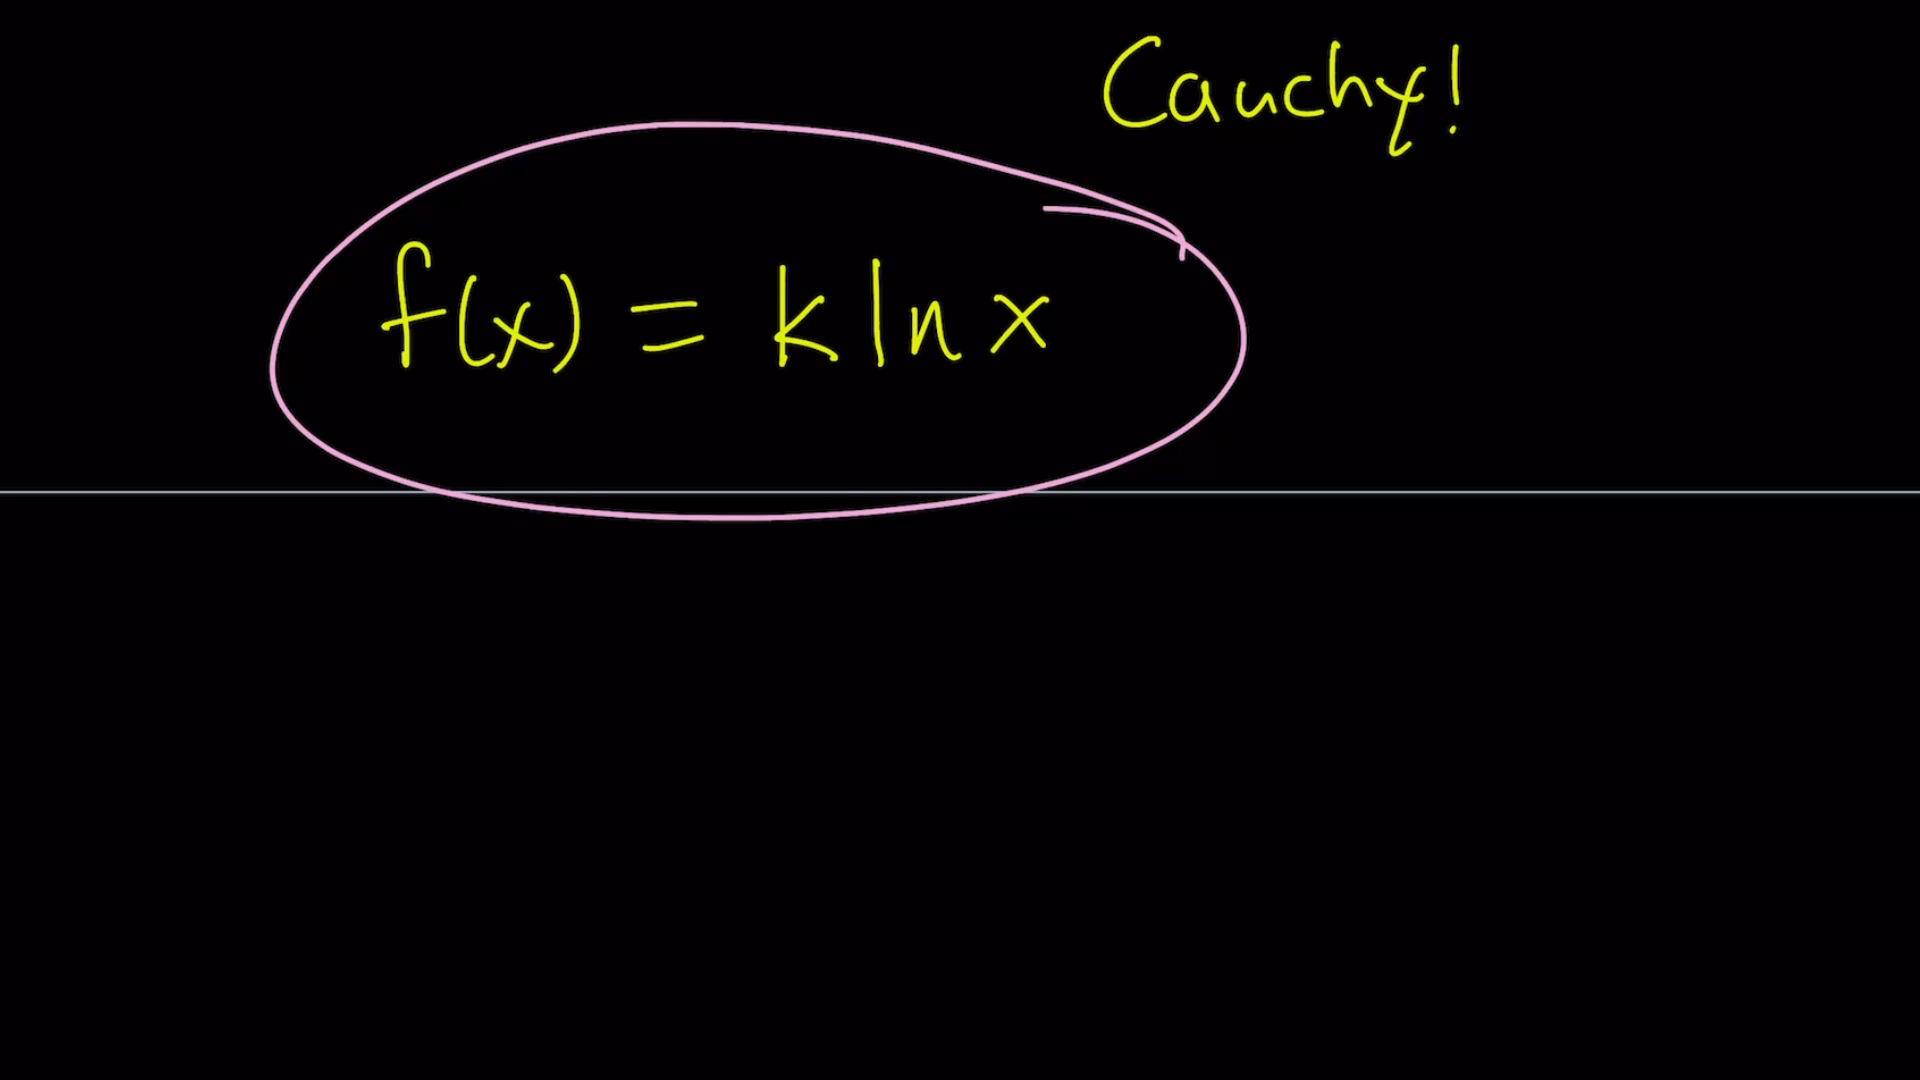 Cauchy!
f(x) = k ln x